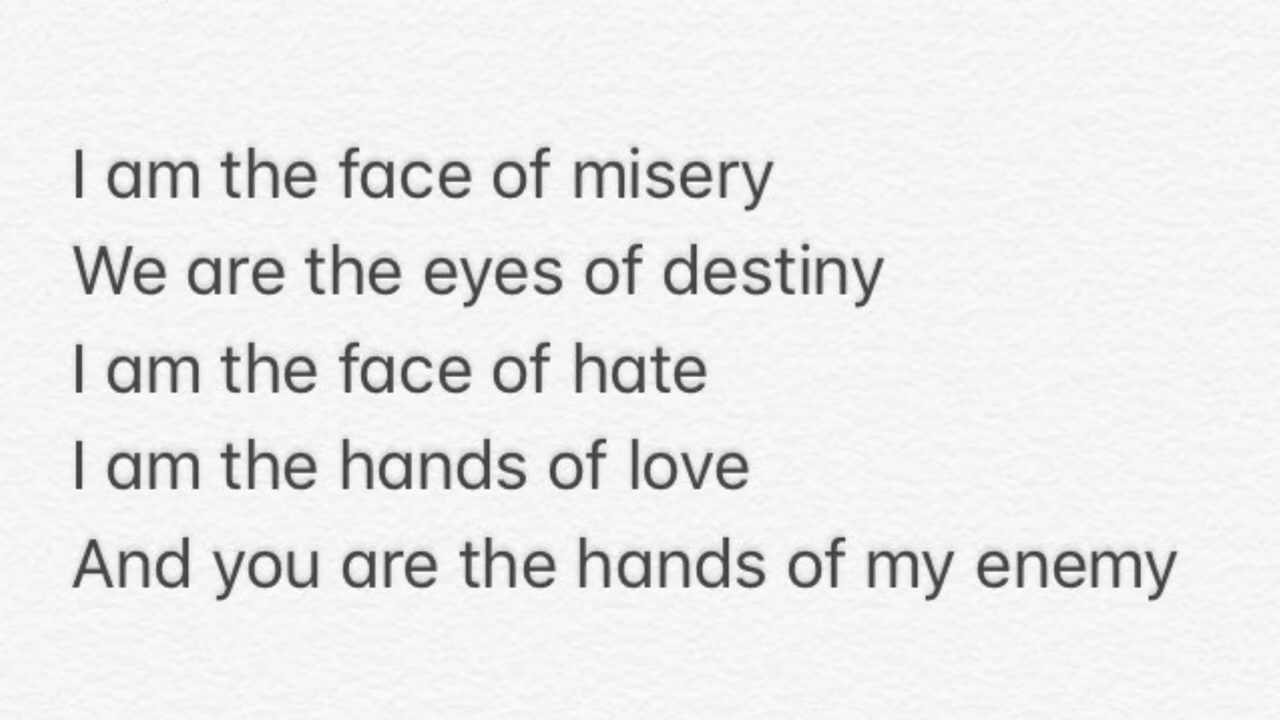 I am the face of misery
We are the eyes of destiny
I am the face of hate
I am the hands of love
And you are the hands of my enemy